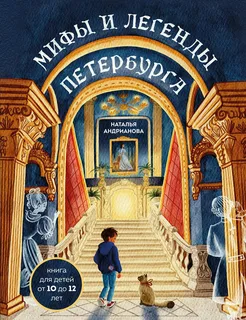 МИФЫ И ЛЕГЕНДЫ
ПЕТЕРБУРГА
НАТАЛЬЯ
АНДРИАНОВА
книга
для детей
от 10 до 12
лет